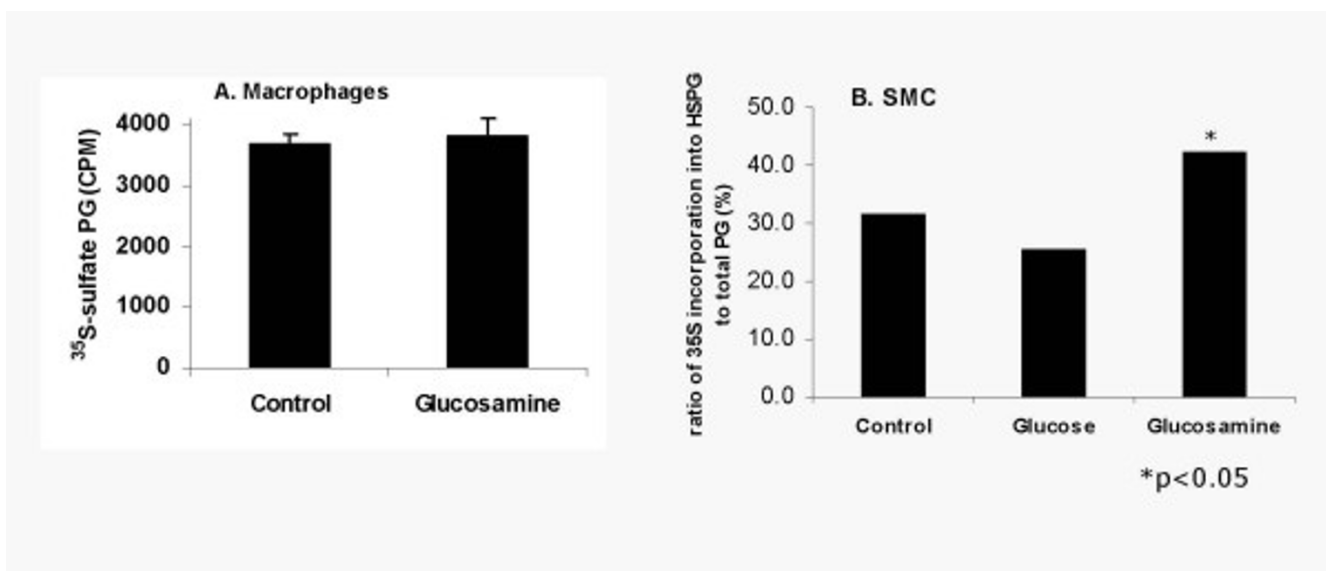 A. Macrophages
³⁵S-sulfate PG (CPM)
4000
3000
2000
1000
0
Control Glucosamine
B. SMC
ratio of 35S incorporation into HSPG
to total PG (%)
50.0
40.0
30.0
20.0
10.0
0.0
*
Control Glucose Glucosamine
*p<0.05